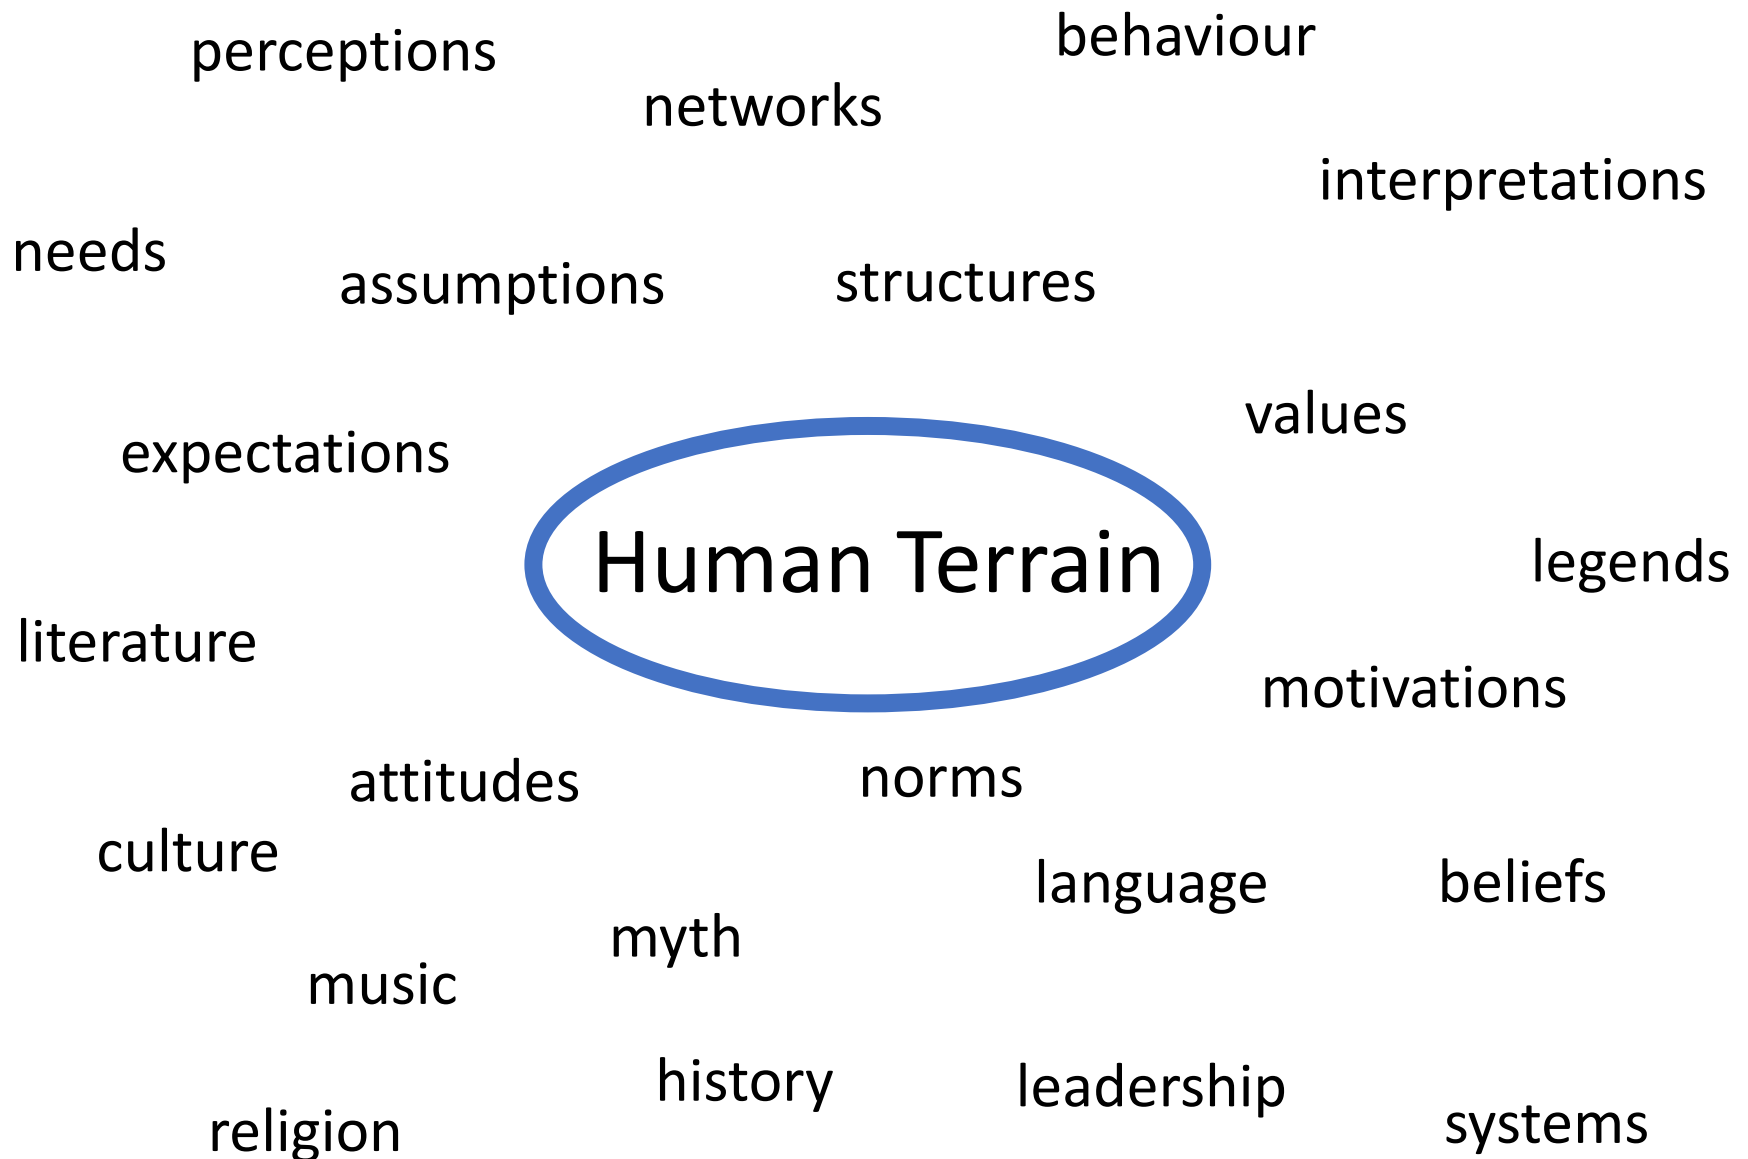 perceptions
behaviour
networks
interpretations
needs
assumptions
structures
values
expectations
Human Terrain
legends
literature
motivations
attitudes
norms
culture
language
beliefs
myth
music
history
leadership
religion
systems